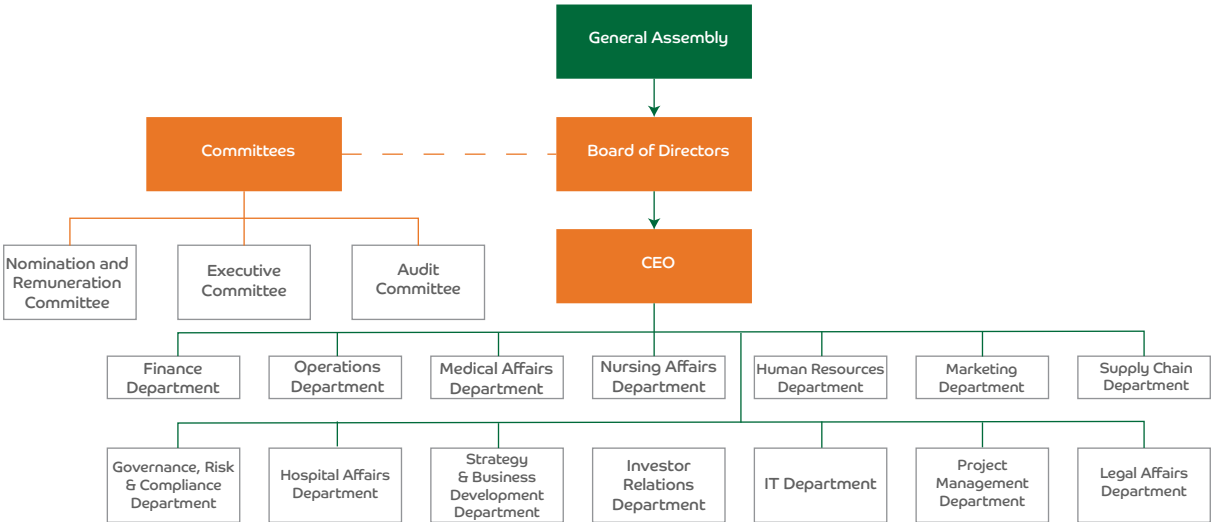 General Assembly
Committees
Board of Directors
Nomination and
Remuneration
Committee
Executive
Committee
Audit
Committee
CEO
Finance
Department
Operations
Department
Medical Affairs
Department
Nursing Affairs
Department
Human Resources
Department
Marketing
Department
Supply Chain
Department
Governance, Risk
& Compliance
Department
Hospital Affairs
Department
Strategy
& Business
Development
Department
Investor
Relations
Department
IT Department
Project
Management
Department
Legal Affairs
Department